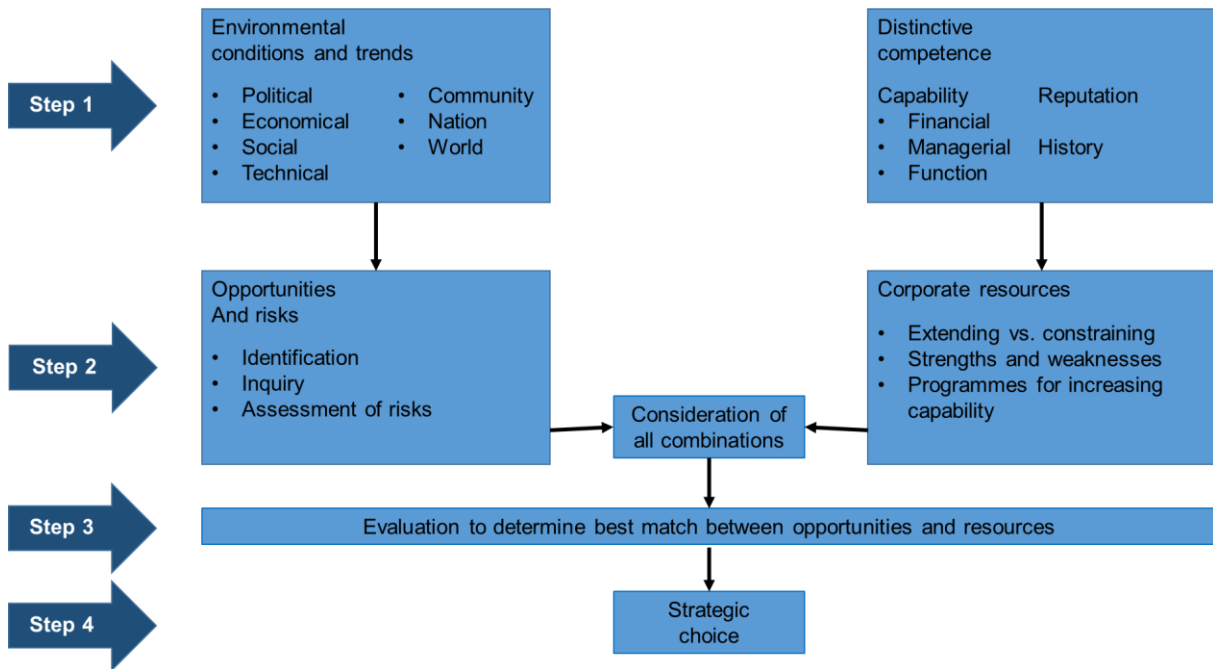 Step 1
Environmental
conditions and trends
• Political
• Economical
• Social
• Technical
• Community
• Nation
• World
Distinctive
competence
Capability
• Financial
• Managerial
• Function
Reputation
History
Step 2
Opportunities
And risks
• Identification
• Inquiry
• Assessment of risks
Consideration of
all combinations
Corporate resources
• Extending vs. constraining
• Strengths and weaknesses
• Programmes for increasing
capability
Step 3
Evaluation to determine best match between opportunities and resources
Step 4
Strategic
choice